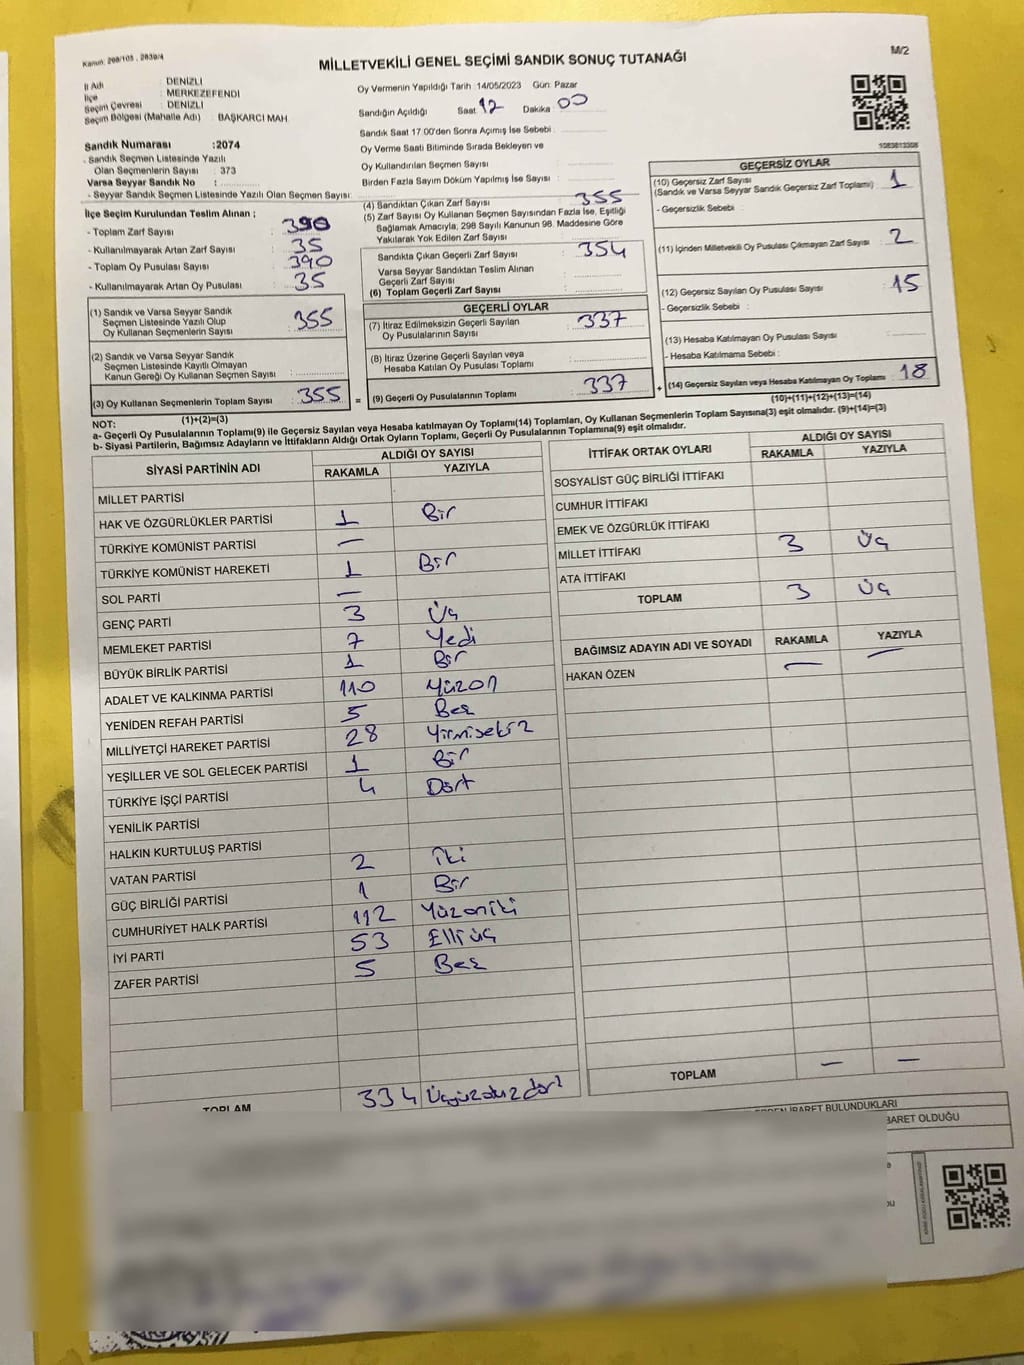 Kanun: 298/105 , 2839/4
M/2
MİLLETVEKİLİ GENEL SEÇİMİ SANDIK SONUÇ TUTANAĞI
İl Adı : DENİZLİ
İlçe : MERKEZEFENDİ
Seçim Çevresi : DENİZLİ
Seçim Bölgesi (Mahalle Adı) : BAŞKARCI MAH.
Sandık Numarası :2074
- Sandık Seçmen Listesinde Yazılı
Olan Seçmenlerin Sayısı : 373
Varsa Seyyar Sandık No :
- Seyyar Sandık Seçmen Listesinde Yazılı Olan Seçmen Sayısı:
Oy Vermenin Yapıldığı Tarih :14/05/2023 Gün: Pazar
Sandığın Açıldığı Saat 12 Dakika 00
Sandık Saat 17.00'den Sonra Açımış İse Sebebi :
Oy Verme Saati Bitiminde Sırada Bekleyen ve
Oy Kullandırılan Seçmen Sayısı :
Birden Fazla Sayım Döküm Yapılmış İse Sayısı :
1083613308
İlçe Seçim Kurulundan Teslim Alınan ;
- Toplam Zarf Sayısı : 390
- Kullanılmayarak Artan Zarf Sayısı : 35
- Toplam Oy Pusulası Sayısı : 390
- Kullanılmayarak Artan Oy Pusulası : 35
(1) Sandık ve Varsa Seyyar Sandık
Seçmen Listesinde Yazılı Olup
Oy Kullanan Seçmenlerin Sayısı : 355
(2) Sandık ve Varsa Seyyar Sandık
Seçmen Listesinde Kayıtlı Olmayan
Kanun Gereği Oy Kullanan Seçmen Sayısı :
(3) Oy Kullanan Seçmenlerin Toplam Sayısı : 355 =
(1)+(2)=(3)
(4) Sandıktan Çıkan Zarf Sayısı : 355
(5) Zarf Sayısı Oy Kullanan Seçmen Sayısından Fazla İse, Eşitliği
Sağlamak Amacıyla, 298 Sayılı Kanunun 98. Maddesine Göre
Yakılarak Yok Edilen Zarf Sayısı :
Sandıkta Çıkan Geçerli Zarf Sayısı : 354
Varsa Seyyar Sandıktan Teslim Alınan
Geçerli Zarf Sayısı :
(6) Toplam Geçerli Zarf Sayısı :
GEÇERLİ OYLAR
(7) İtiraz Edilmeksizin Geçerli Sayılan
Oy Pusulalarının Sayısı : 337
(8) İtiraz Üzerine Geçerli Sayılan veya
Hesaba Katılan Oy Pusulası Toplamı :
(9) Geçerli Oy Pusulalarının Toplamı : 337 +
GEÇERSİZ OYLAR
(10) Geçersiz Zarf Sayısı
(Sandık ve Varsa Seyyar Sandık Geçersiz Zarf Toplamı) : 1
- Geçersizlik Sebebi :
(11) İçinden Milletvekili Oy Pusulası Çıkmayan Zarf Sayısı : 2
(12) Geçersiz Sayılan Oy Pusulası Sayısı : 15
- Geçersizlik Sebebi :
(13) Hesaba Katılmayan Oy Pusulası Sayısı :
- Hesaba Katılmama Sebebi :
(14) Geçersiz Sayılan veya Hesaba Katılmayan Oy Toplamı : 18
(10)+(11)+(12)+(13)=(14)
NOT:
a- Geçerli Oy Pusulalarının Toplamı(9) ile Geçersiz Sayılan veya Hesaba katılmayan Oy Toplamı(14) Toplamları, Oy Kullanan Seçmenlerin Toplam Sayısına(3) eşit olmalıdır. (9)+(14)=(3)
b- Siyasi Partilerin, Bağımsız Adayların ve İttifakların Aldığı Ortak Oyların Toplamı, Geçerli Oy Pusulalarının Toplamına(9) eşit olmalıdır.
SİYASİ PARTİNİN ADI ALDIĞI OY SAYISI
RAKAMLA YAZIYLA
MİLLET PARTİSİ
HAK VE ÖZGÜRLÜKLER PARTİSİ 1 Bir
TÜRKİYE KOMÜNİST PARTİSİ —
TÜRKİYE KOMÜNİST HAREKETİ 1 Bir
SOL PARTİ —
GENÇ PARTİ 3 Üç
MEMLEKET PARTİSİ 7 Yedi
BÜYÜK BİRLİK PARTİSİ 1 Bir
ADALET VE KALKINMA PARTİSİ 110 Yüzon
YENİDEN REFAH PARTİSİ 5 Beş
MİLLİYETÇİ HAREKET PARTİSİ 28 Yirmisekiz
YEŞİLLER VE SOL GELECEK PARTİSİ 1 Bir
TÜRKİYE İŞÇİ PARTİSİ 4 Dört
YENİLİK PARTİSİ
HALKIN KURTULUŞ PARTİSİ
VATAN PARTİSİ 2 İki
GÜÇ BİRLİĞİ PARTİSİ 1 Bir
CUMHURİYET HALK PARTİSİ 112 Yüzoniki
İYİ PARTİ 53 Elliüç
ZAFER PARTİSİ 5 Beş
TOPLAM 334
İTTİFAK ORTAK OYLARI ALDIĞI OY SAYISI
RAKAMLA YAZIYLA
SOSYALİST GÜÇ BİRLİĞİ İTTİFAKI
CUMHUR İTTİFAKI
EMEK VE ÖZGÜRLÜK İTTİFAKI
MİLLET İTTİFAKI 3 Üç
ATA İTTİFAKI
TOPLAM 3 Üç
BAĞIMSIZ ADAYIN ADI VE SOYADI RAKAMLA YAZIYLA
HAKAN ÖZEN — —
TOPLAM — —
İBARET BULUNDUKLARI
İBARET OLDUĞU